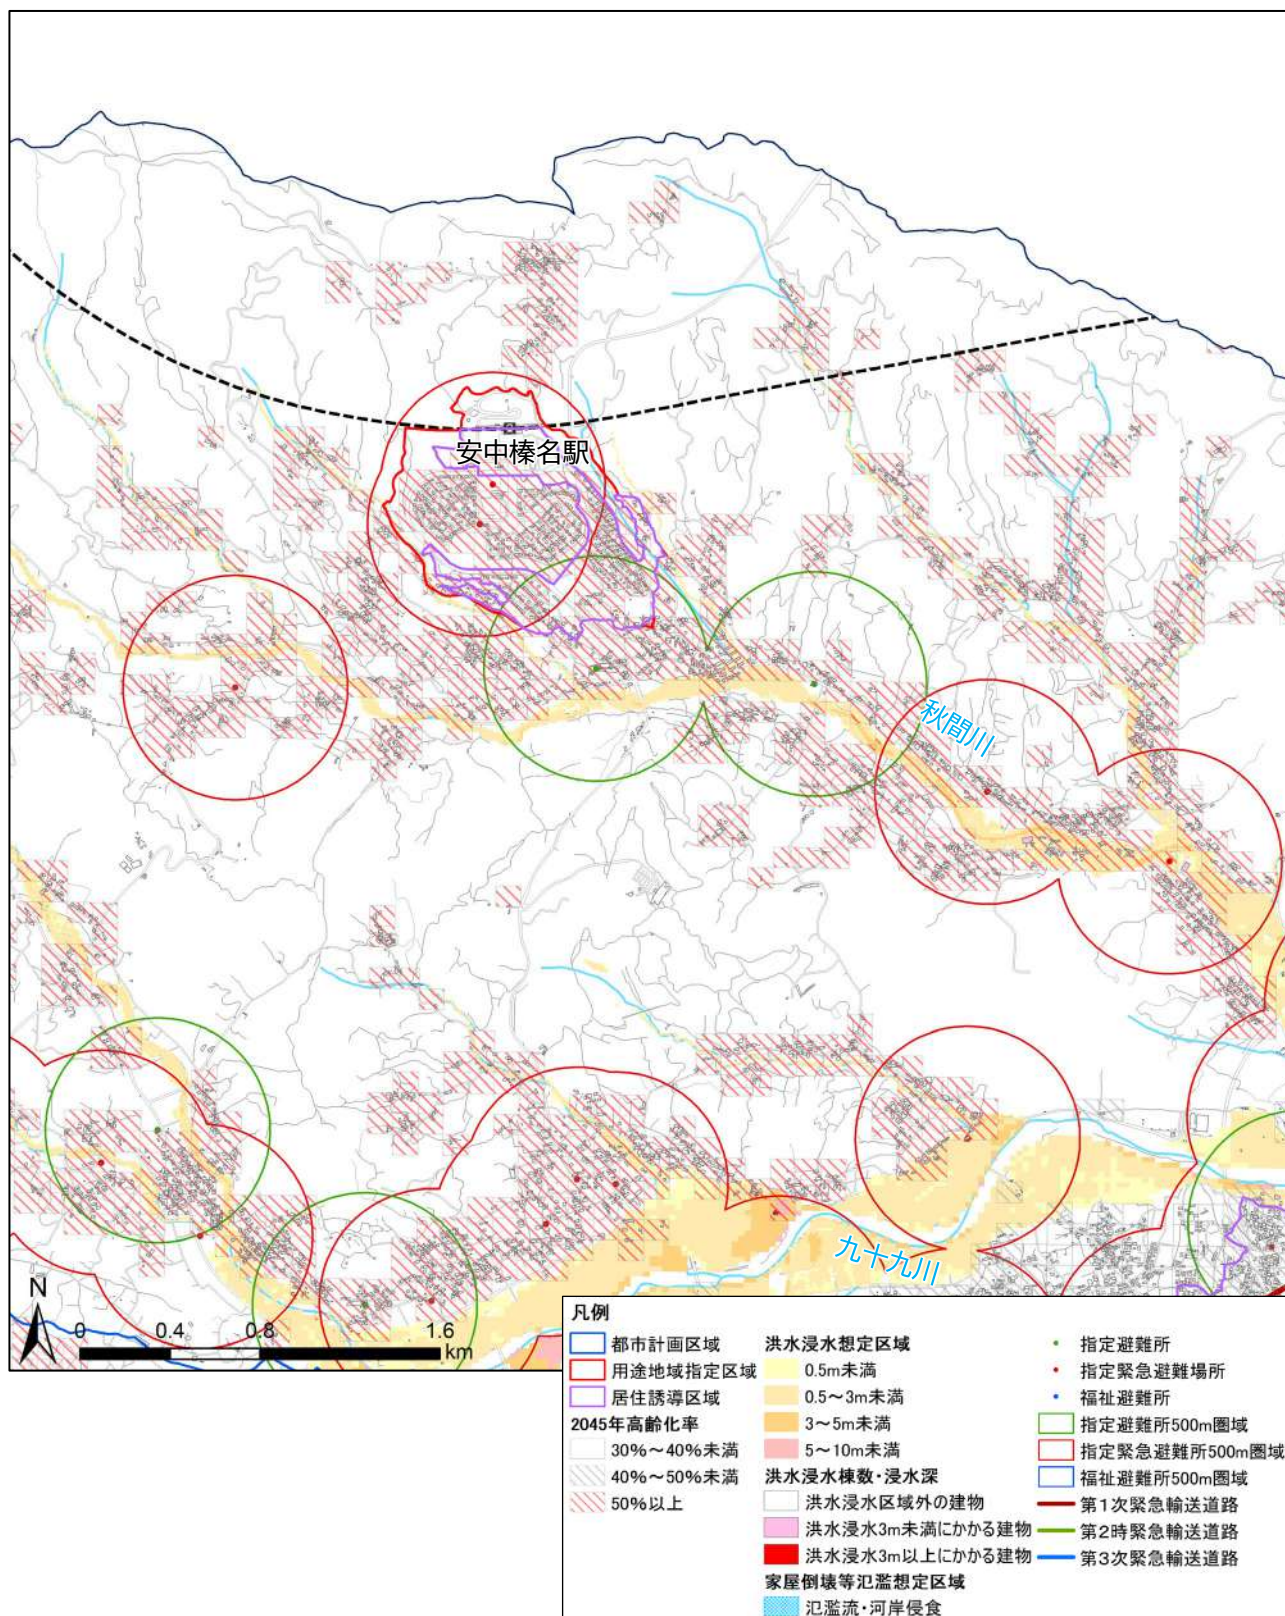 安中榛名駅
秋間川
九十九川
N
0 0.4 0.8 1.6
km
凡例
都市計画区域
用途地域指定区域
居住誘導区域
2045年高齢化率
30%～40%未満
40%～50%未満
50%以上
洪水浸水想定区域
0.5m未満
0.5～3m未満
3～5m未満
5～10m未満
洪水浸水棟数・浸水深
洪水浸水区域外の建物
洪水浸水3m未満にかかる建物
洪水浸水3m以上にかかる建物
家屋倒壊等氾濫想定区域
氾濫流・河岸侵食
指定避難所
指定緊急避難場所
福祉避難所
指定避難所500m圏域
指定緊急避難所500m圏域
福祉避難所500m圏域
第1次緊急輸送道路
第2時緊急輸送道路
第3次緊急輸送道路